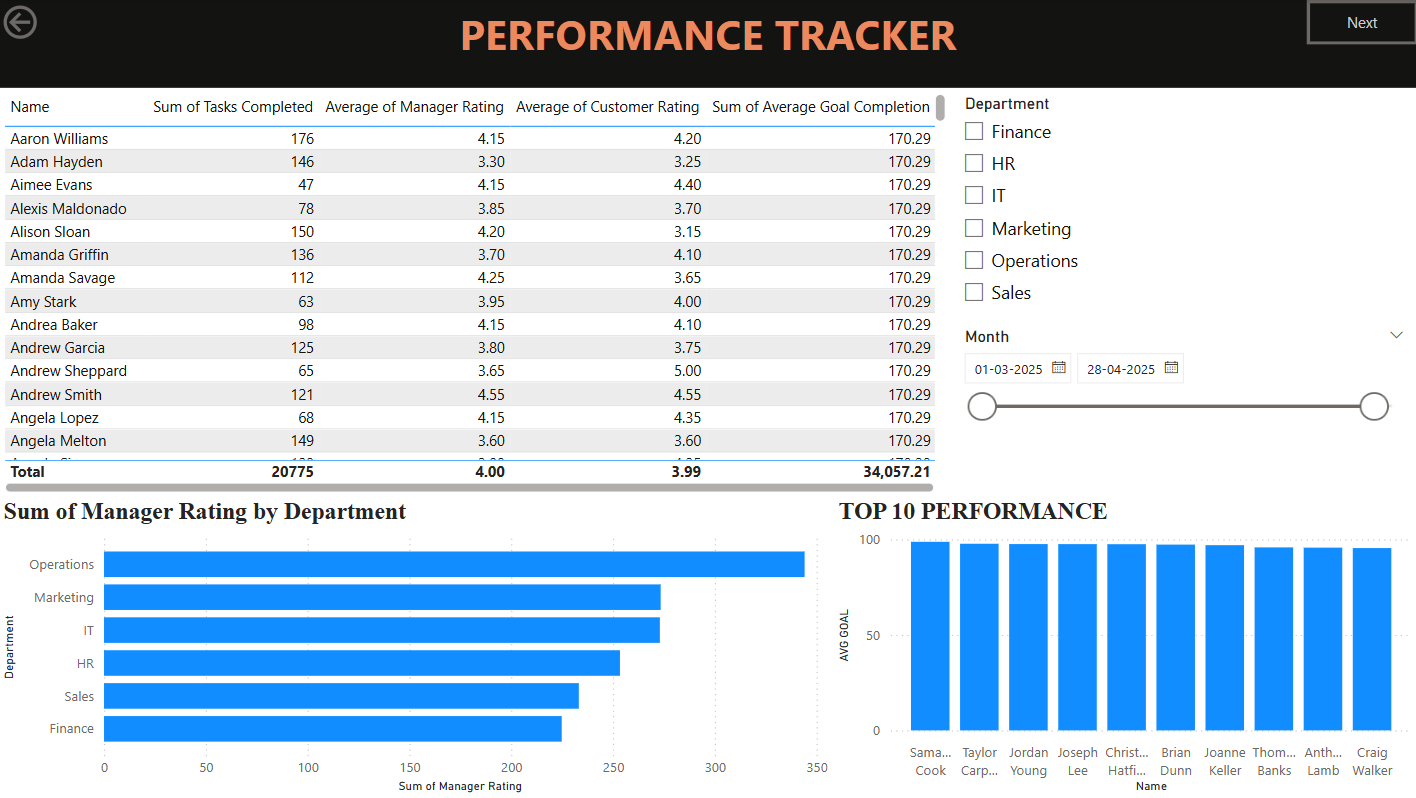 PERFORMANCE TRACKER
Next
Name Sum of Tasks Completed Average of Manager Rating Average of Customer Rating Sum of Average Goal Completion
Aaron Williams 176 4.15 4.20 170.29
Adam Hayden 146 3.30 3.25 170.29
Aimee Evans 47 4.15 4.40 170.29
Alexis Maldonado 78 3.85 3.70 170.29
Alison Sloan 150 4.20 3.15 170.29
Amanda Griffin 136 3.70 4.10 170.29
Amanda Savage 112 4.25 3.65 170.29
Amy Stark 63 3.95 4.00 170.29
Andrea Baker 98 4.15 4.10 170.29
Andrew Garcia 125 3.80 3.75 170.29
Andrew Sheppard 65 3.65 5.00 170.29
Andrew Smith 121 4.55 4.55 170.29
Angela Lopez 68 4.15 4.35 170.29
Angela Melton 149 3.60 3.60 170.29
Total 20775 4.00 3.99 34,057.21
Department
Finance
HR
IT
Marketing
Operations
Sales
Month
01-03-2025 28-04-2025
Sum of Manager Rating by Department
Department
Operations
Marketing
IT
HR
Sales
Finance
0 50 100 150 200 250 300 350
Sum of Manager Rating
TOP 10 PERFORMANCE
AVG GOAL
100
50
0
Sama... Taylor Jordan Joseph Christ... Brian Joanne Thom... Anth... Craig
Cook Carp... Young Lee Hatfi... Dunn Keller Banks Lamb Walker
Name